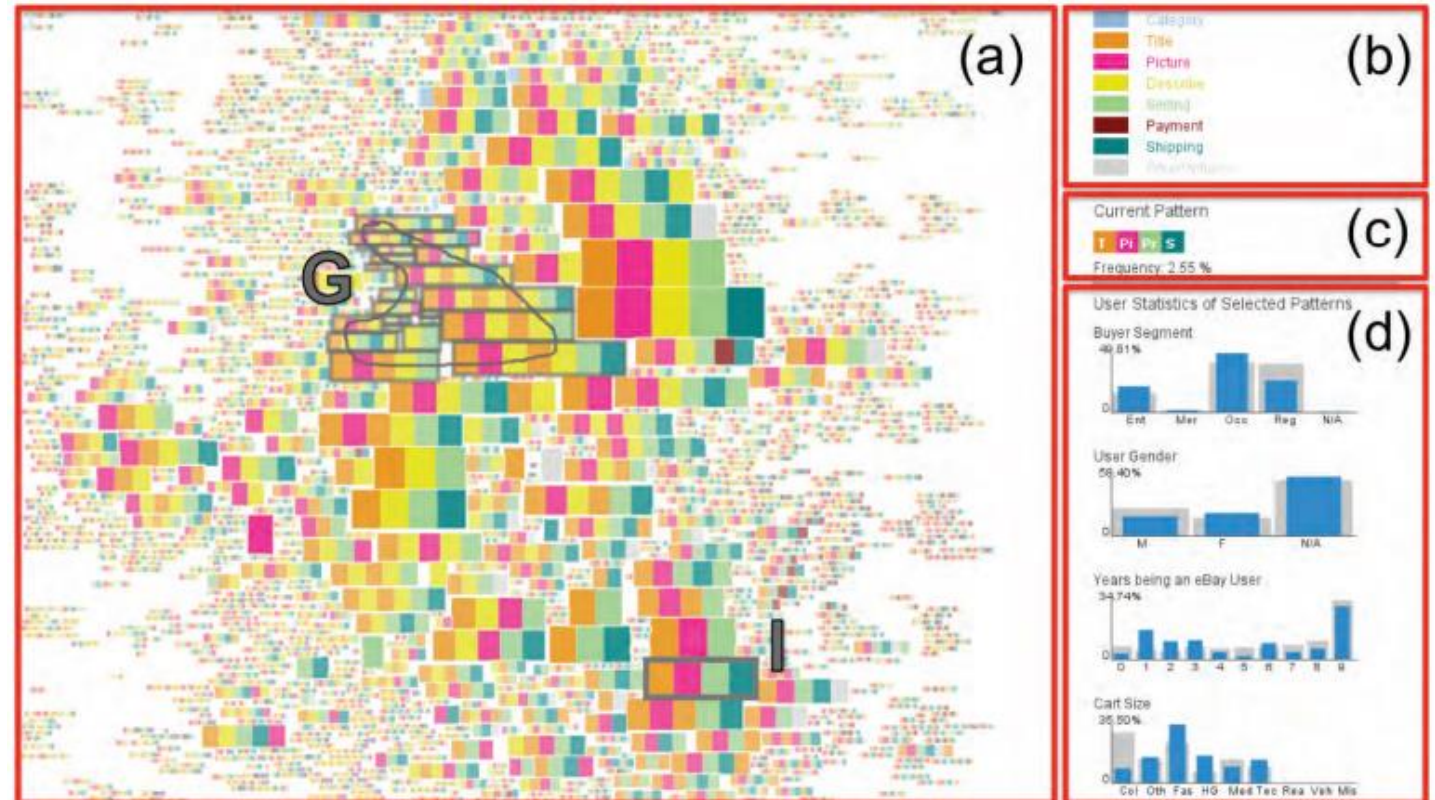 (a)
G
I
(b)
Category
Title
Picture
Describe
Selling
Payment
Shipping
(c)
Current Pattern
T Pi Pr S
Frequency: 2.55 %
(d)
User Statistics of Selected Patterns
Buyer Segment
49.61%
0
Ent Mer Occ Reg N/A
User Gender
58.40%
0
M F N/A
Years being an eBay User
34.74%
0
0 1 2 3 4 5 6 7 8 9
Cart Size
35.50%
0
Col Oth Fas HG Med Tec Rea Veh Mis